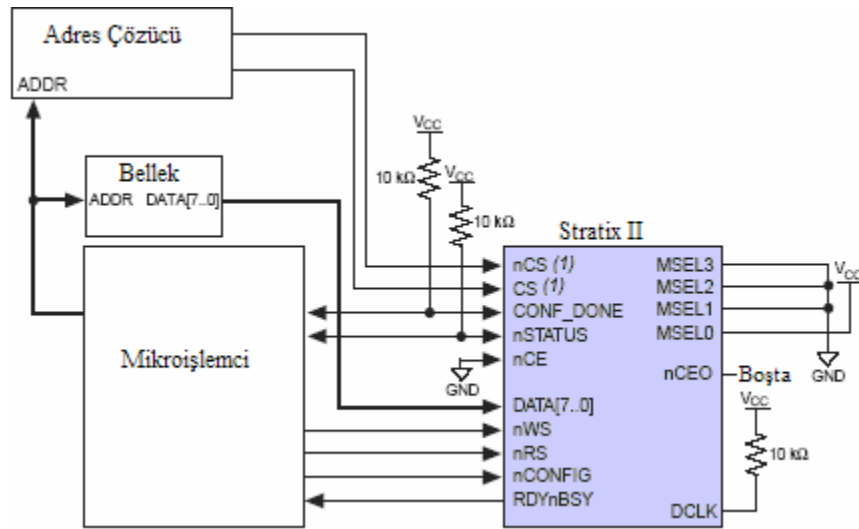 Adres Çözücü
ADDR
Bellek
ADDR DATA[7..0]
Mikroişlemci
VCC
10 kΩ
VCC
10 kΩ
Stratix II
nCS (1)
CS (1)
CONF_DONE
nSTATUS
nCE
GND
DATA[7..0]
nWS
nRS
nCONFIG
RDYnBSY
MSEL3
MSEL2
MSEL1
MSEL0
VCC
nCEO
Boşta
GND
VCC
10 kΩ
DCLK